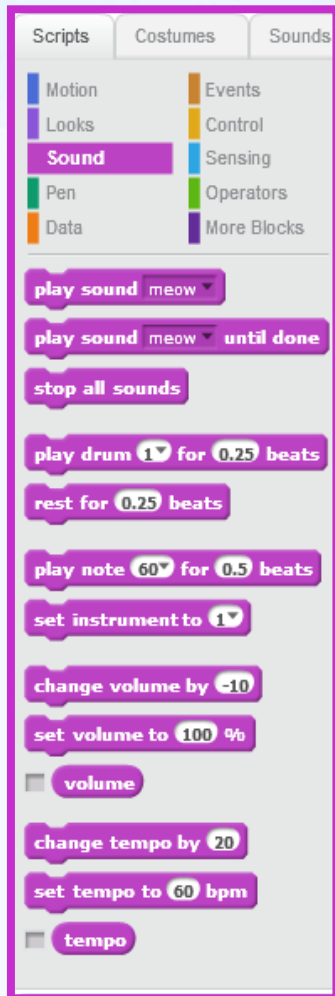 Scripts Costumes Sounds
Motion Events
Looks Control
Sound Sensing
Pen Operators
Data More Blocks
play sound meow
play sound meow until done
stop all sounds
play drum 1 for 0.25 beats
rest for 0.25 beats
play note 60 for 0.5 beats
set instrument to 1
change volume by -10
set volume to 100 %
volume
change tempo by 20
set tempo to 60 bpm
tempo